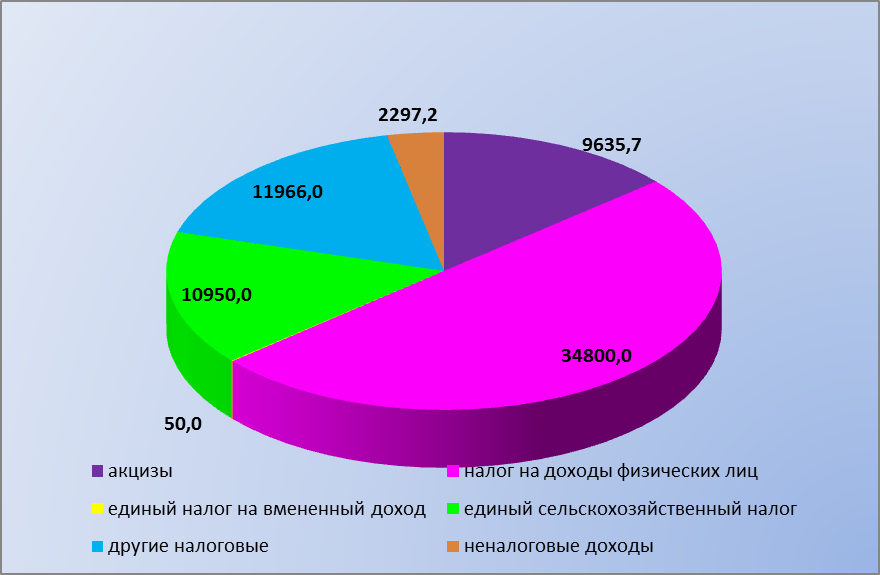 2297,2
9635,7
11966,0
10950,0
34800,0
50,0
акцизы
налог на доходы физических лиц
единый налог на вмененный доход
единый сельскохозяйственный налог
другие налоговые
неналоговые доходы